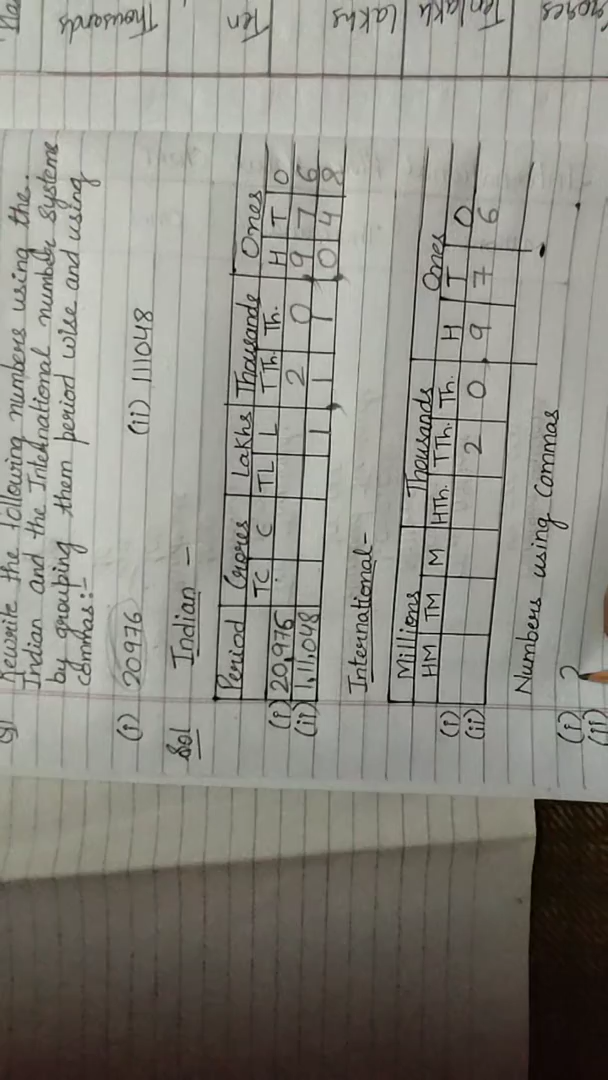 Thousands
Ten
Lakhs
Ten Lakh
Q) Rewrite the following numbers using the
Indian and the International number systems
by grouping them period wise and using
commas:-
(i) 20976 (ii) 111048
Sol Indian -
Period Crores Lakhs Thousands Ones
TC C TL L T Th. Th. H T O
(i) 20,976 2 0, 9 7 6
(ii) 1,11,048 1, 1 1, 0 4 8
International-
Millions Thousands Ones
HM TM M HTh. TTh. Th. H T O
(i) 2 0, 9 7 6
(ii)
Numbers using Commas
(i) 2
(ii)